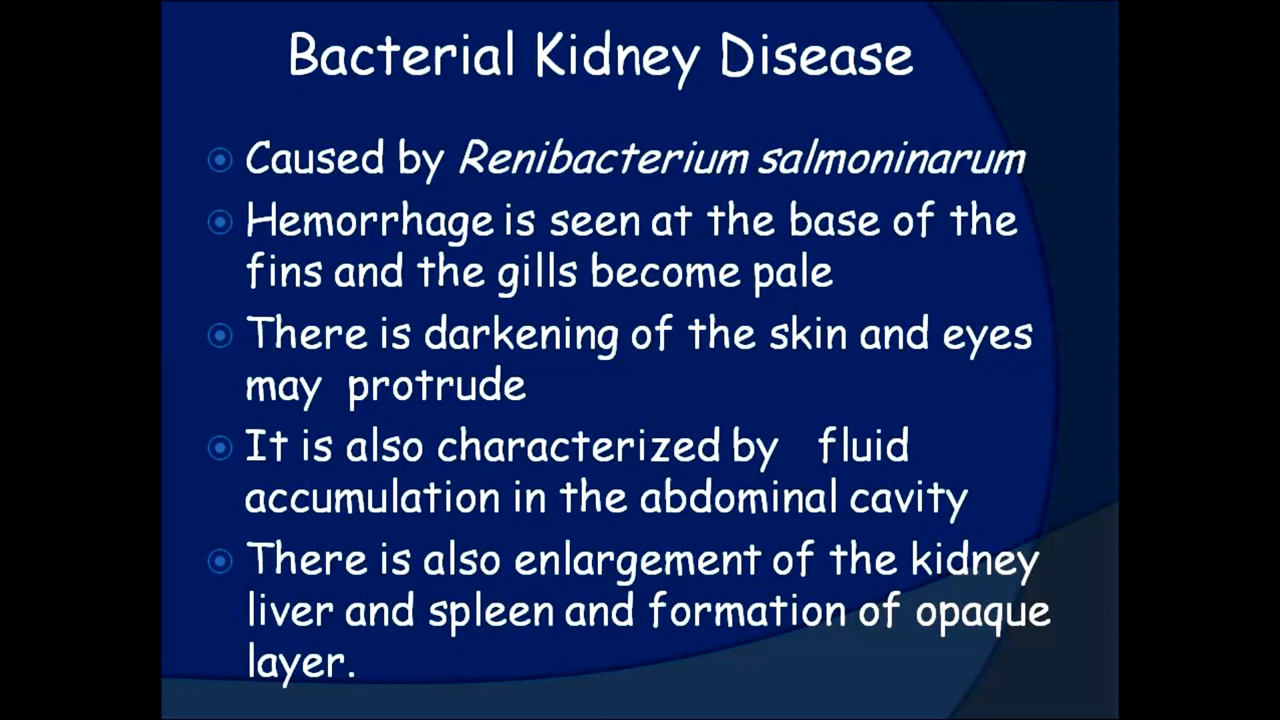 Bacterial Kidney Disease
Caused by Renibacterium salmoninarum
Hemorrhage is seen at the base of the
fins and the gills become pale
There is darkening of the skin and eyes
may protrude
It is also characterized by fluid
accumulation in the abdominal cavity
There is also enlargement of the kidney
liver and spleen and formation of opaque
layer.